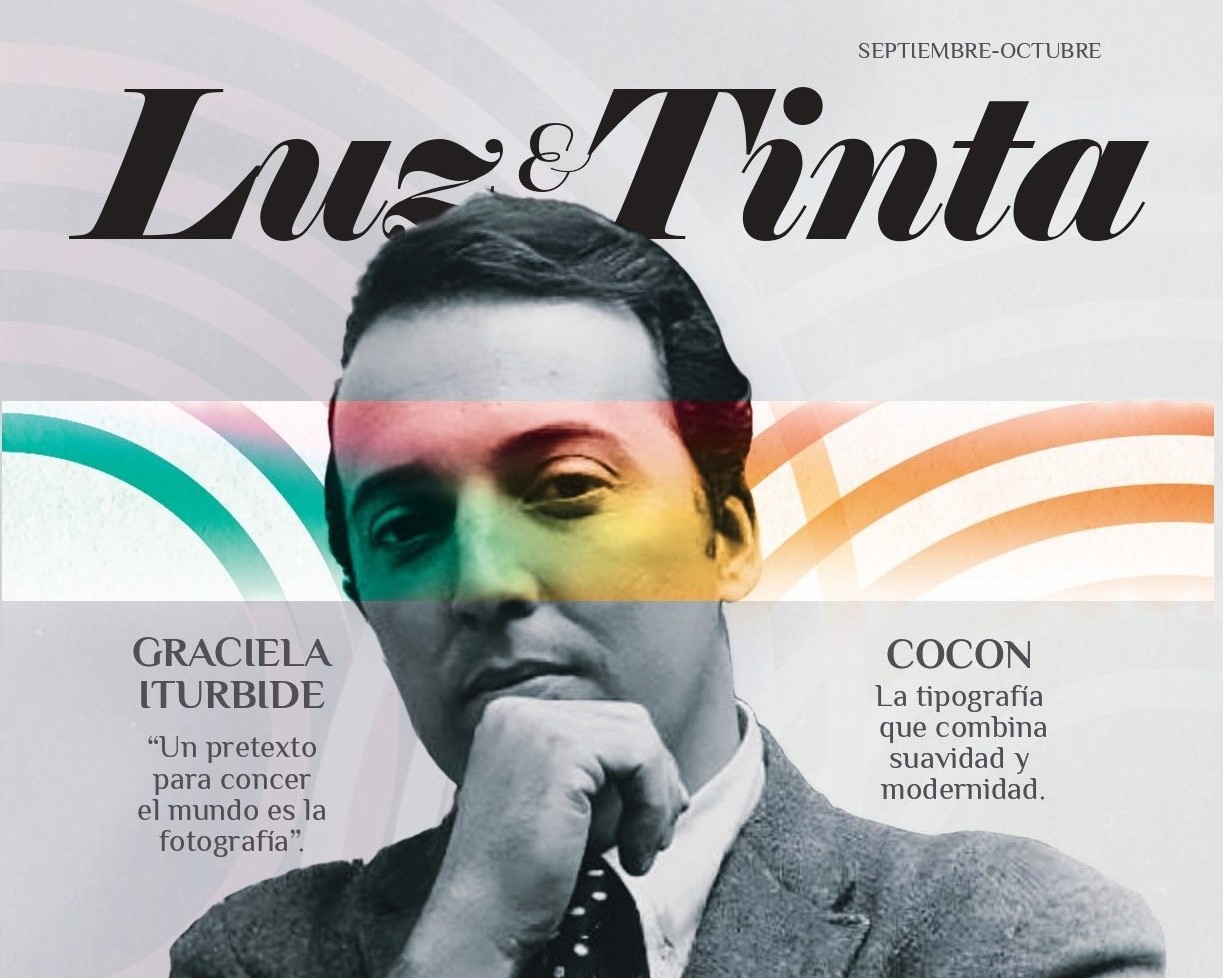 SEPTIEMBRE-OCTUBRE
Luz & Tinta
GRACIELA
ITURBIDE
“Un pretexto
para concer
el mundo es la
fotografía”.
COCON
La tipografía
que combina
suavidad y
modernidad.